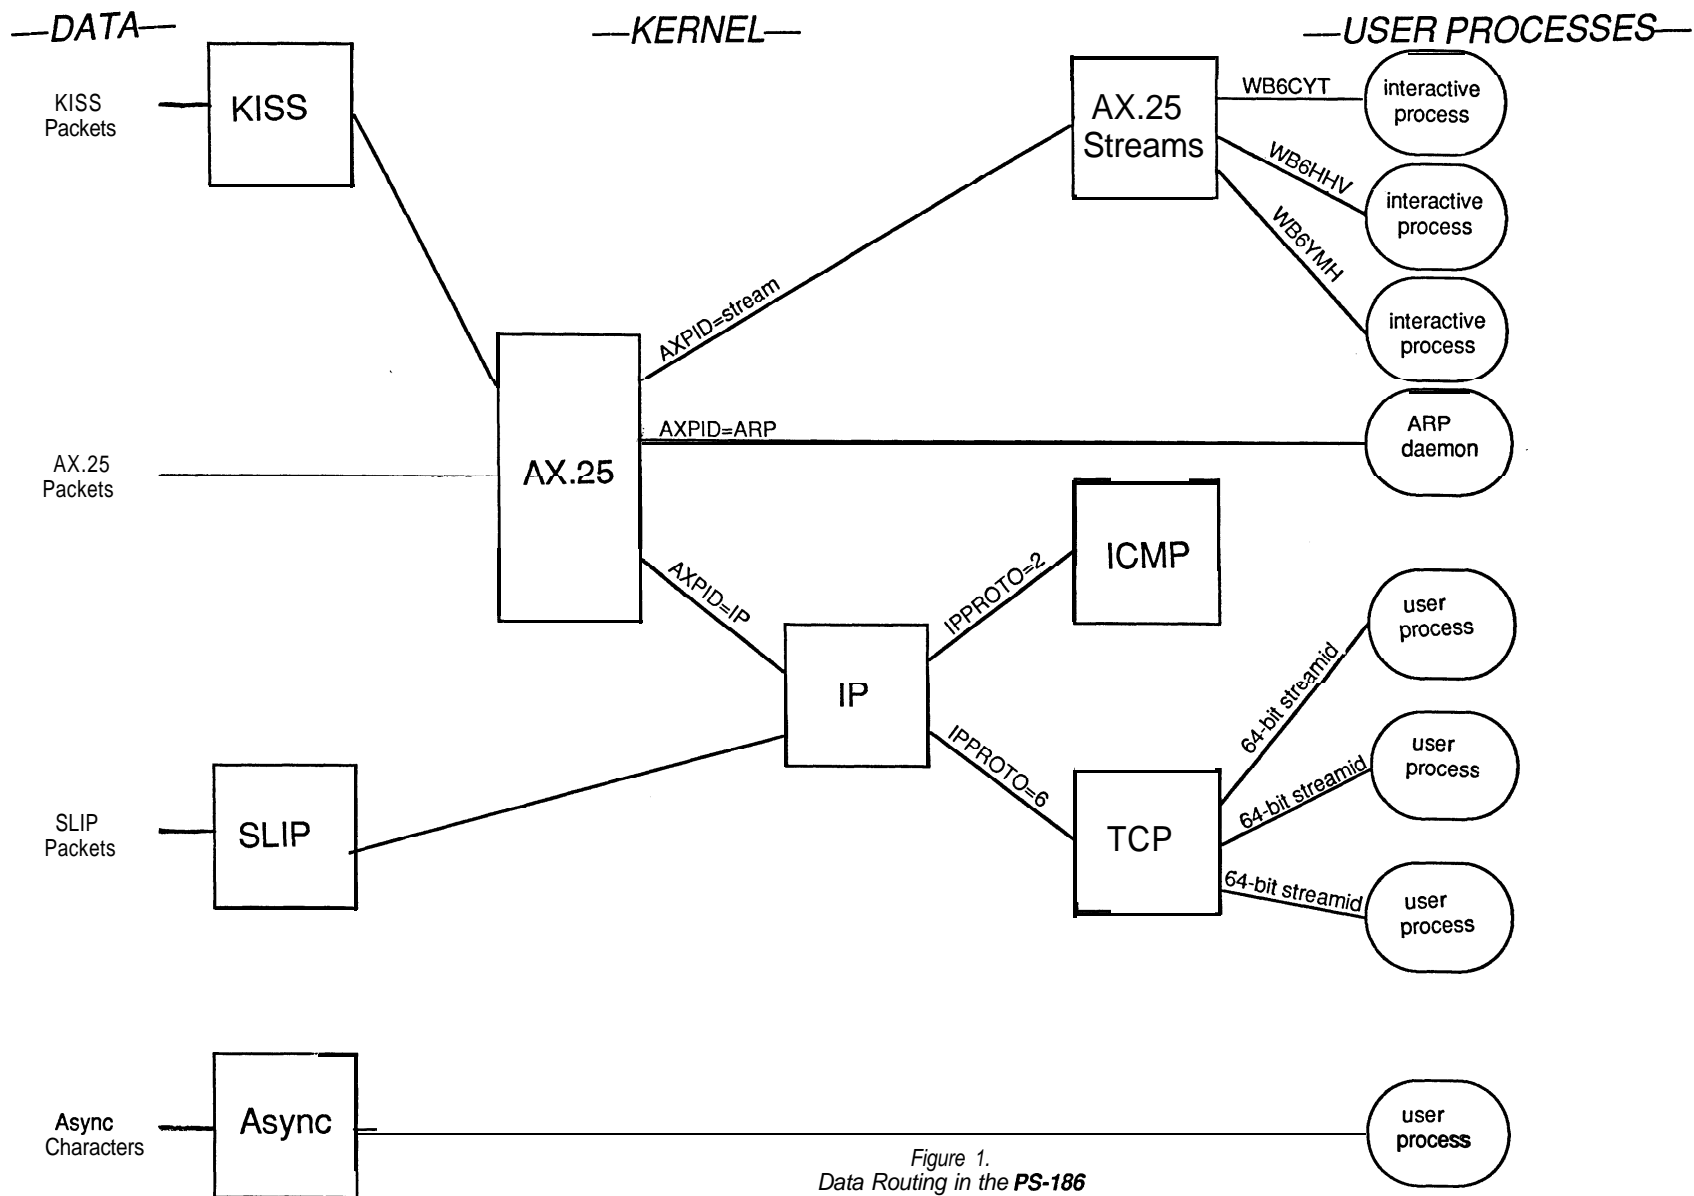 —DATA—
—KERNEL—
—USER PROCESSES—
KISS
Packets
KISS
AX.25
Streams
WB6CYT
WB6HHV
WB6YMH
interactive
process
interactive
process
interactive
process
AXPID=stream
AXPID=ARP
ARP
daemon
AX.25
Packets
AX.25
AXPID=IP
IP
IPPROTO=2
ICMP
IPPROTO=6
TCP
64-bit streamid
64-bit streamid
64-bit streamid
user
process
user
process
user
process
SLIP
Packets
SLIP
Async
Characters
Async
user
process
Figure 1.
Data Routing in the PS-186